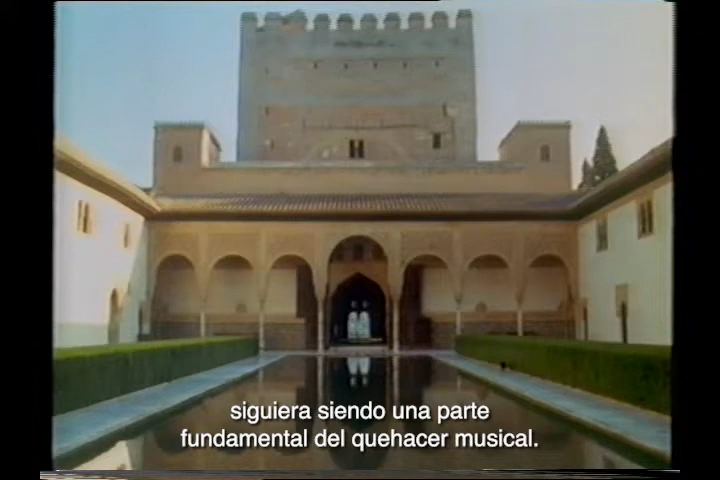 siguiera siendo una parte
fundamental del quehacer musical.